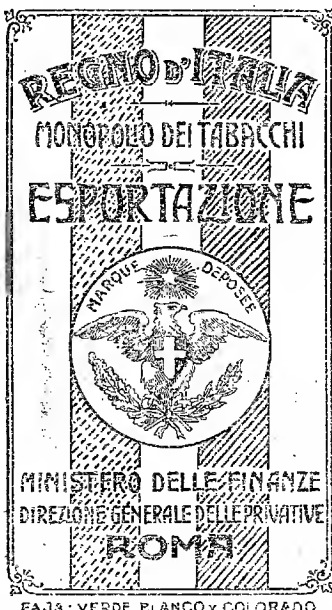 REGNO D'ITALIA
MONOPOLIO DEI TABACCHI
ESPORTAZIONE
MARQUE DEPOSÉE
MINISTERO DELLE FINANZE
DIREZIONE GENERALE DELLE PRIVATIVE
ROMA
FAJA: VERDE BLANCO Y COLORADO